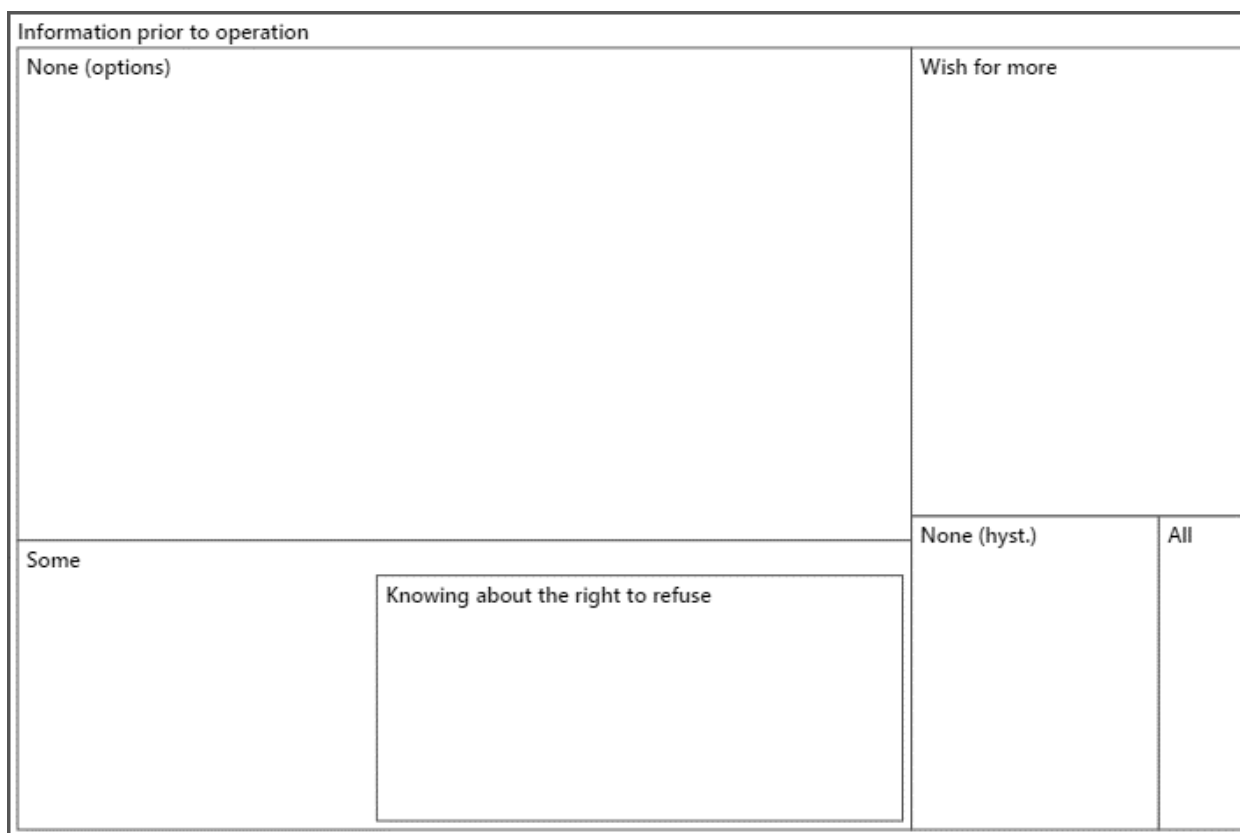 Information prior to operation
None (options)
Wish for more
None (hyst.)
All
Some
Knowing about the right to refuse